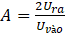 A = 2U_ra / U_vào